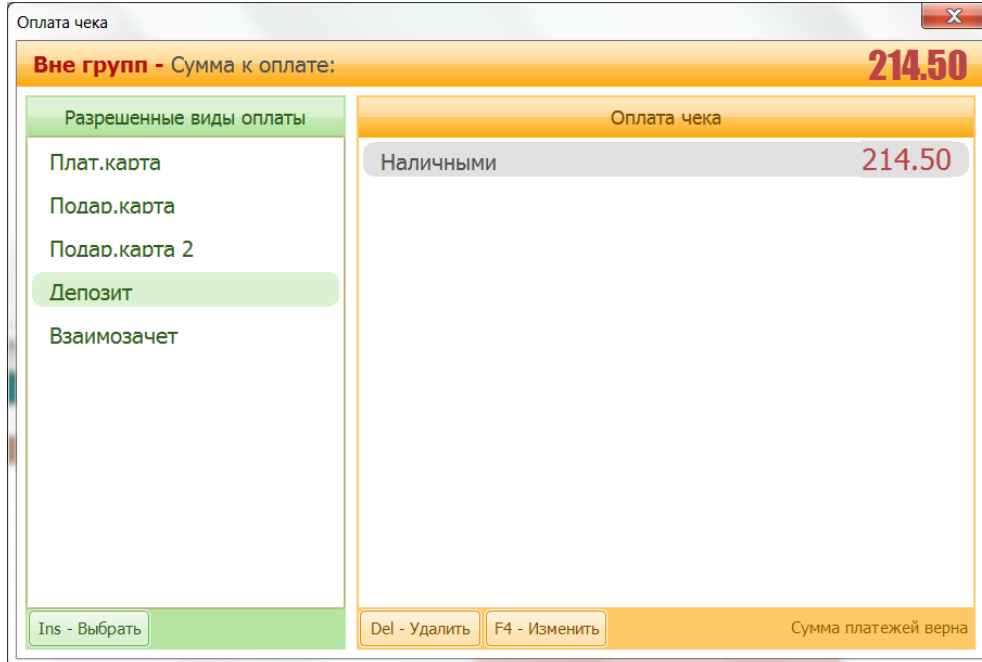 Оплата чека
Вне групп - Сумма к оплате: 214.50
Разрешенные виды оплаты
Плат.карта
Подар.карта
Подар.карта 2
Депозит
Взаимозачет
Ins - Выбрать
Оплата чека
Наличными 214.50
Del - Удалить F4 - Изменить Сумма платежей верна